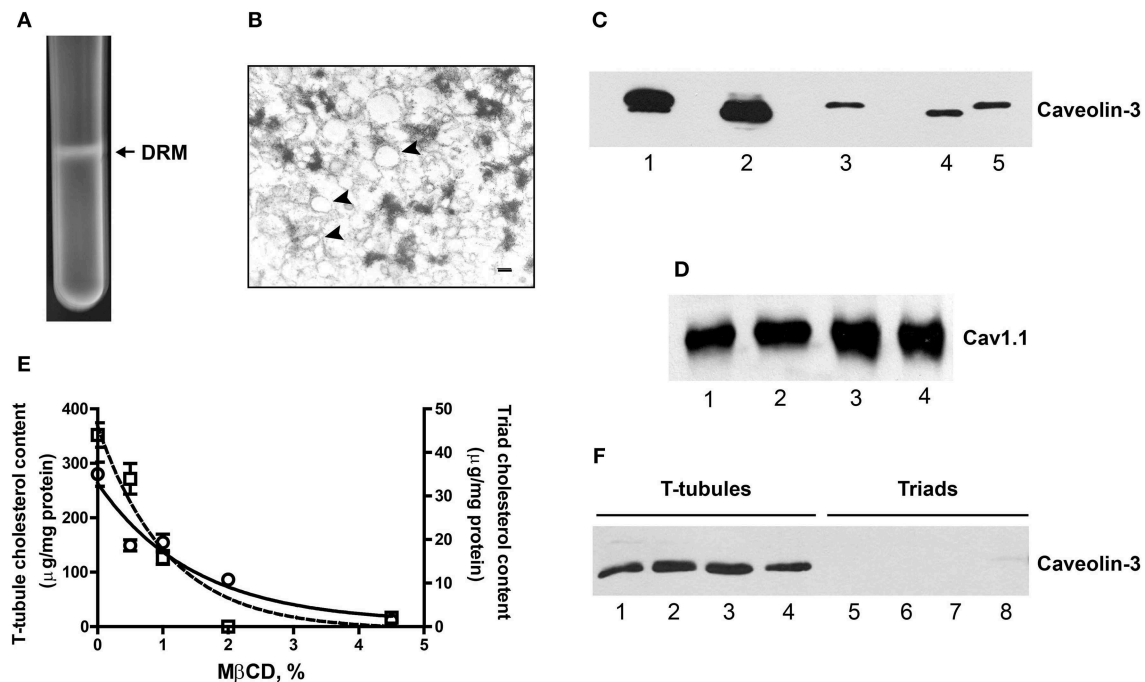 A
DRM
B
C
Caveolin-3
1 2 3 4 5
D
Cav1.1
1 2 3 4
E
T-tubule cholesterol content
(μg/mg protein)
400
300
200
100
0
50
40
30
20
10
0
Triad cholesterol content
(μg/mg protein)
0 1 2 3 4 5
MβCD, %
F
T-tubules Triads
Caveolin-3
1 2 3 4 5 6 7 8